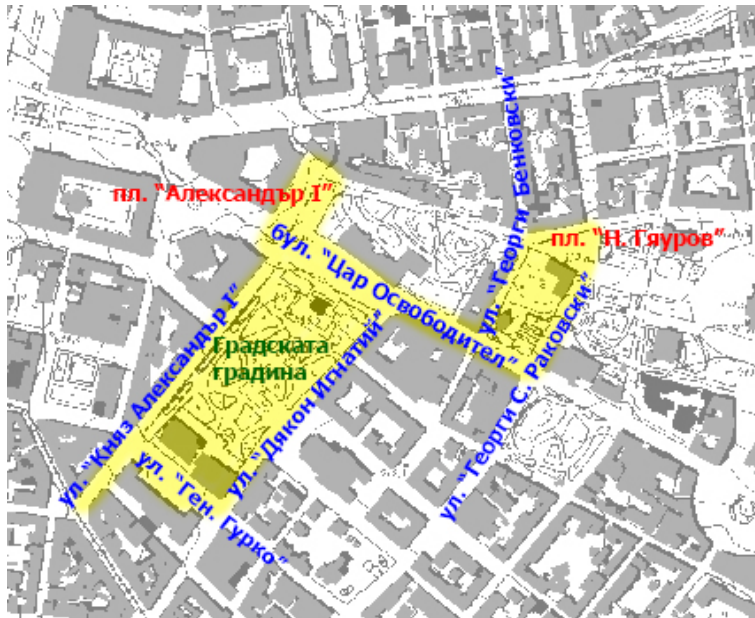 ул. “Георги Бенковски”
пл. “Александър I”
бул. “Цар Освободител”
пл. “Н. Гяуров”
ул. “Княз Александър I”
Градската
градина
ул. “Дякон Игнатий”
ул. “Георги С. Раковски”
ул. “Ген. Гурко”